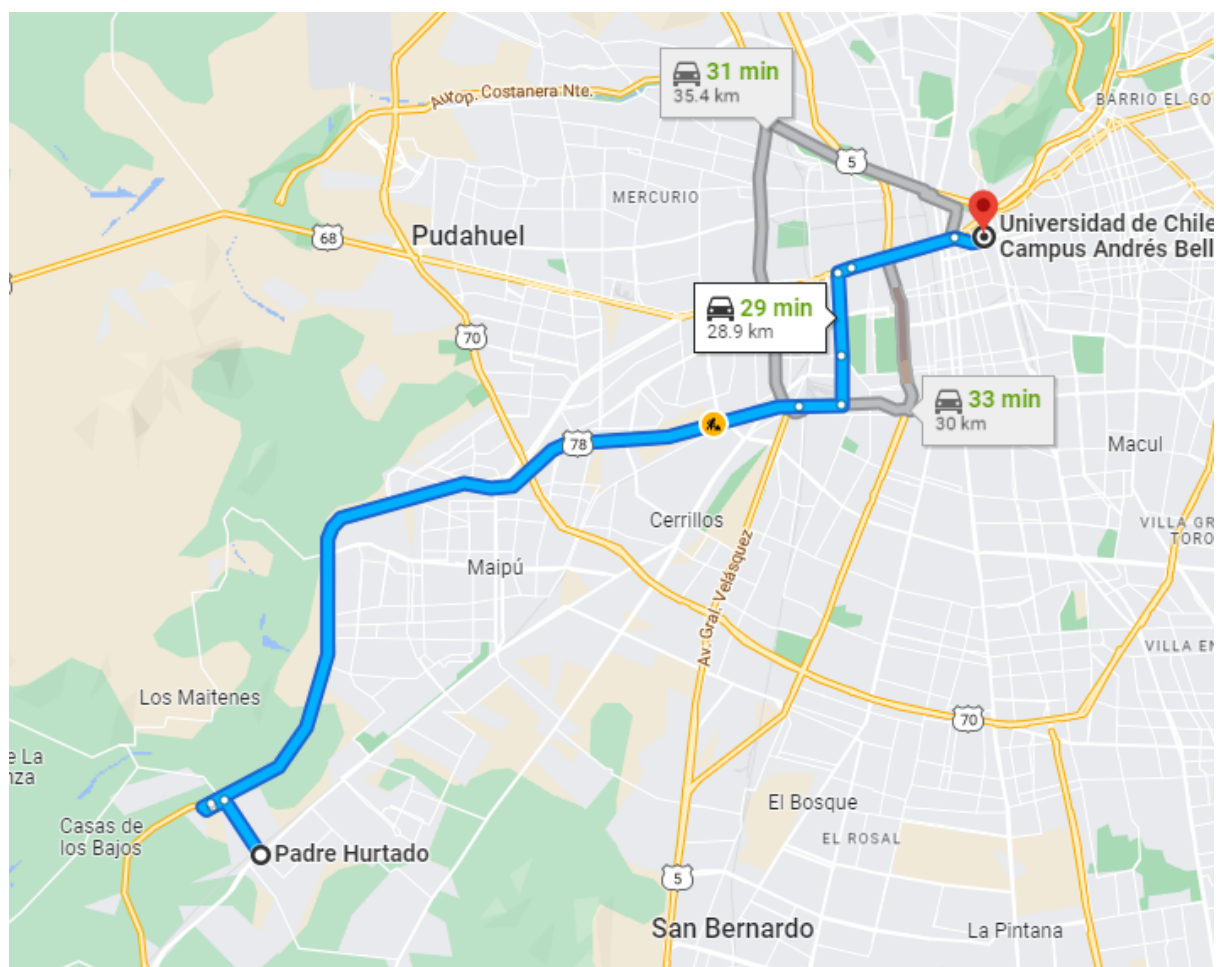 31 min
35.4 km
Autop. Costanera Nte.
BARRIO EL GO
5
MERCURIO
68
Pudahuel
Universidad de Chile
Campus Andrés Bell
29 min
28.9 km
70
33 min
30 km
78
Macul
Cerrillos
VILLA GR
TORO
Maipú
Av. Gral. Velásquez
VILLA EN
Los Maitenes
70
e La
nza
El Bosque
Casas de
los Bajos
EL ROSAL
Padre Hurtado
5
San Bernardo
La Pintana